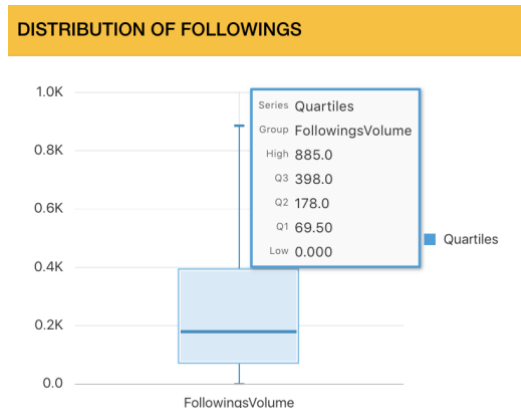 DISTRIBUTION OF FOLLOWINGS
1.0K
0.8K
0.6K
0.4K
0.2K
0.0
Series Quartiles
Group FollowingsVolume
High 885.0
Q3 398.0
Q2 178.0
Q1 69.50
Low 0.000
Quartiles
FollowingsVolume